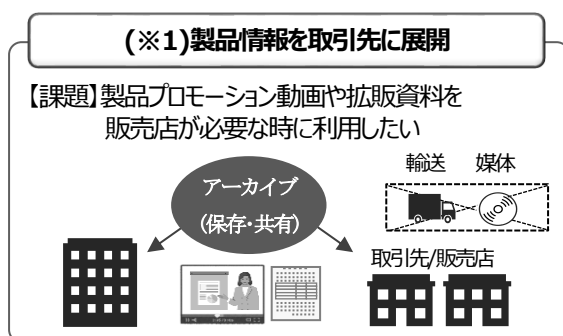 (※1)製品情報を取引先に展開
【課題】製品プロモーション動画や拡販資料を
販売店が必要な時に利用したい
輸送 媒体
アーカイブ
(保存・共有)
取引先/販売店